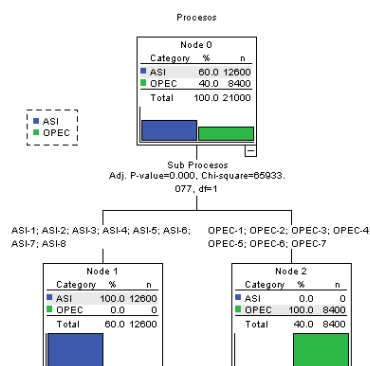 Procesos
Node 0
Category % n
ASI 60.0 12600
OPEC 40.0 8400
Total 100.0 21000
ASI
OPEC
Sub Procesos
Adj. P-value=0.000, Chi-square=65933.
077, df=1
ASI-1; ASI-2; ASI-3; ASI-4; ASI-5; ASI-6;
ASI-7; ASI-8
OPEC-1; OPEC-2; OPEC-3; OPEC-4
OPEC-5; OPEC-6; OPEC-7
Node 1
Category % n
ASI 100.0 12600
OPEC 0.0 0
Total 60.0 12600
Node 2
Category % n
ASI 0.0 0
OPEC 100.0 8400
Total 40.0 8400